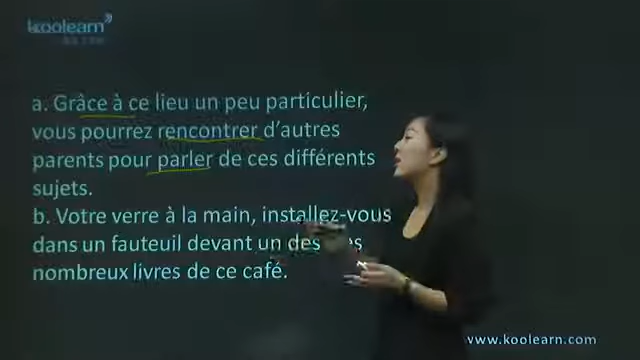 koolearn
a. Grâce à ce lieu un peu particulier,
vous pourrez rencontrer d'autres
parents pour parler de ces différents
sujets.
b. Votre verre à la main, installez-vous
dans un fauteuil devant un des
nombreux livres de ce café.
www.koolearn.com